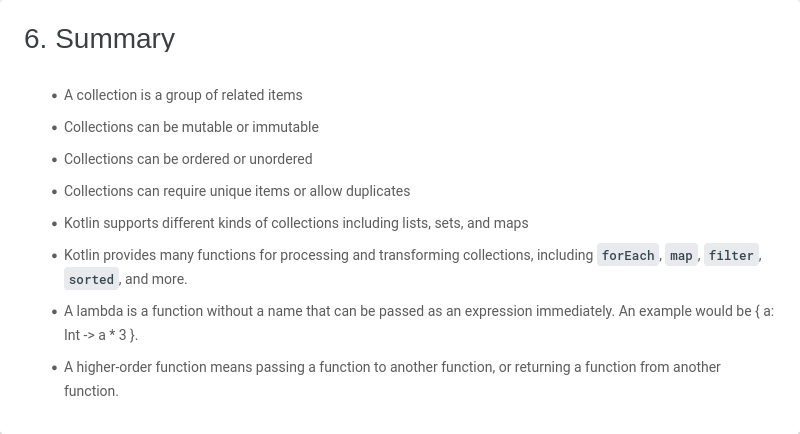 6. Summary
• A collection is a group of related items
• Collections can be mutable or immutable
• Collections can be ordered or unordered
• Collections can require unique items or allow duplicates
• Kotlin supports different kinds of collections including lists, sets, and maps
• Kotlin provides many functions for processing and transforming collections, including forEach, map, filter,
sorted, and more.
• A lambda is a function without a name that can be passed as an expression immediately. An example would be { a:
Int -> a * 3 }.
• A higher-order function means passing a function to another function, or returning a function from another
function.